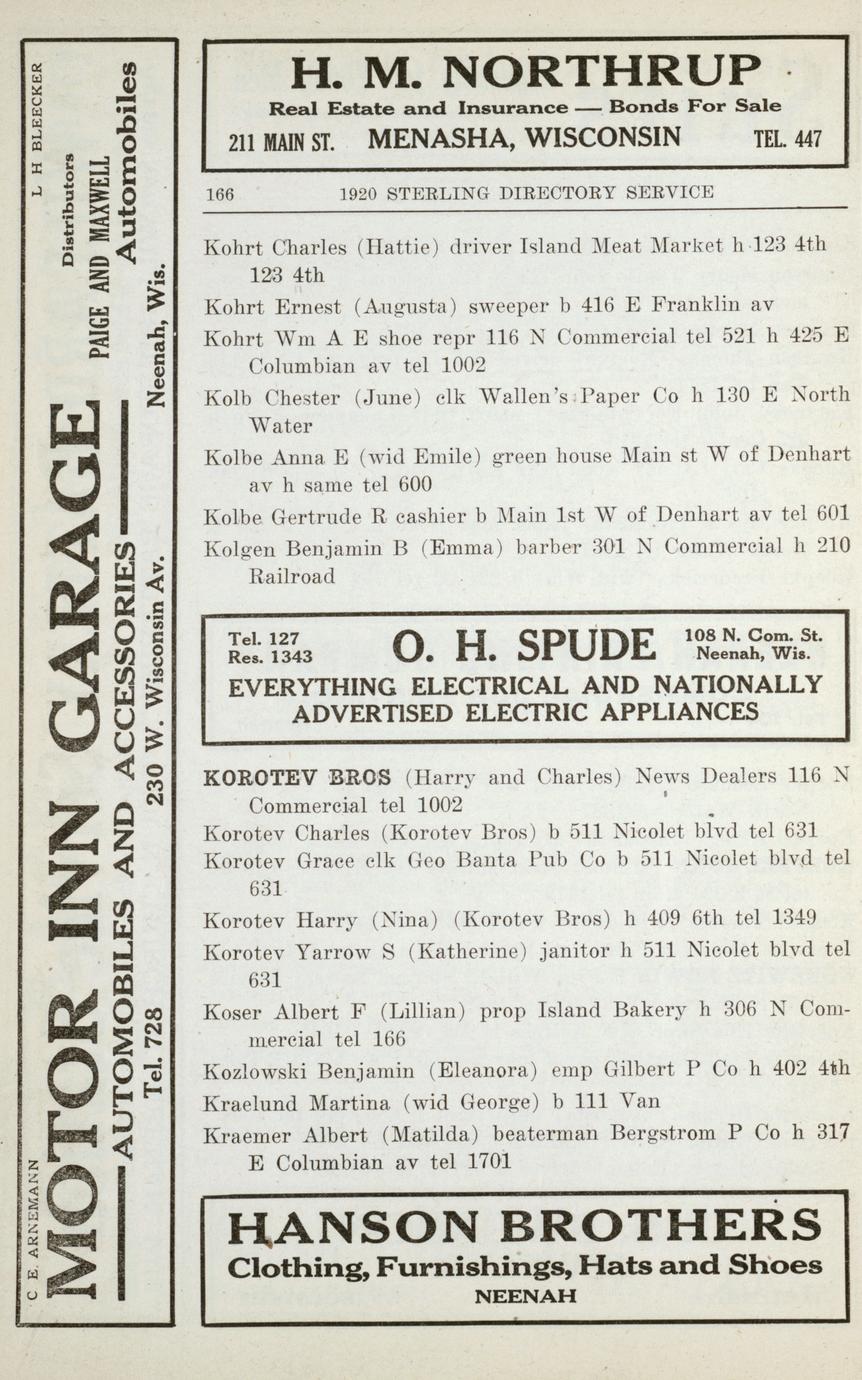 H. M. NORTHRUP
Real Estate and Insurance — Bonds For Sale
211 MAIN ST. MENASHA, WISCONSIN TEL. 447
166 1920 STERLING DIRECTORY SERVICE
Kohrt Charles (Hattie) driver Island Meat Market h 123 4th
123 4th
Kohrt Ernest (Augusta) sweeper b 416 E Franklin av
Kohrt Wm A E shoe repr 116 N Commercial tel 521 h 425 E
Columbian av tel 1002
Kolb Chester (June) clk Wallen's Paper Co h 130 E North
Water
Kolbe Anna E (wid Emile) green house Main st W of Denhart
av h same tel 600
Kolbe Gertrude R cashier b Main 1st W of Denhart av tel 601
Kolgen Benjamin B (Emma) barber 301 N Commercial h 210
Railroad
Tel. 127
Res. 1343
O. H. SPUDE
108 N. Com. St.
Neenah, Wis.
EVERYTHING ELECTRICAL AND NATIONALLY
ADVERTISED ELECTRIC APPLIANCES
KOROTEV BROS (Harry and Charles) News Dealers 116 N
Commercial tel 1002
Korotev Charles (Korotev Bros) b 511 Nicolet blvd tel 631
Korotev Grace clk Geo Banta Pub Co b 511 Nicolet blvd tel
631
Korotev Harry (Nina) (Korotev Bros) h 409 6th tel 1349
Korotev Yarrow S (Katherine) janitor h 511 Nicolet blvd tel
631
Koser Albert F (Lillian) prop Island Bakery h 306 N Com-
mercial tel 166
Kozlowski Benjamin (Eleanora) emp Gilbert P Co h 402 4th
Kraelund Martina (wid George) b 111 Van
Kraemer Albert (Matilda) beaterman Bergstrom P Co h 317
E Columbian av tel 1701
HANSON BROTHERS
Clothing, Furnishings, Hats and Shoes
NEENAH
C E. ARNEMANN L H BLEECKER
MOTOR INN GARAGE
Distributors
PAIGE AND MAXWELL
Automobiles
AUTOMOBILES AND ACCESSORIES
Tel. 728 230 W. Wisconsin Av. Neenah, Wis.